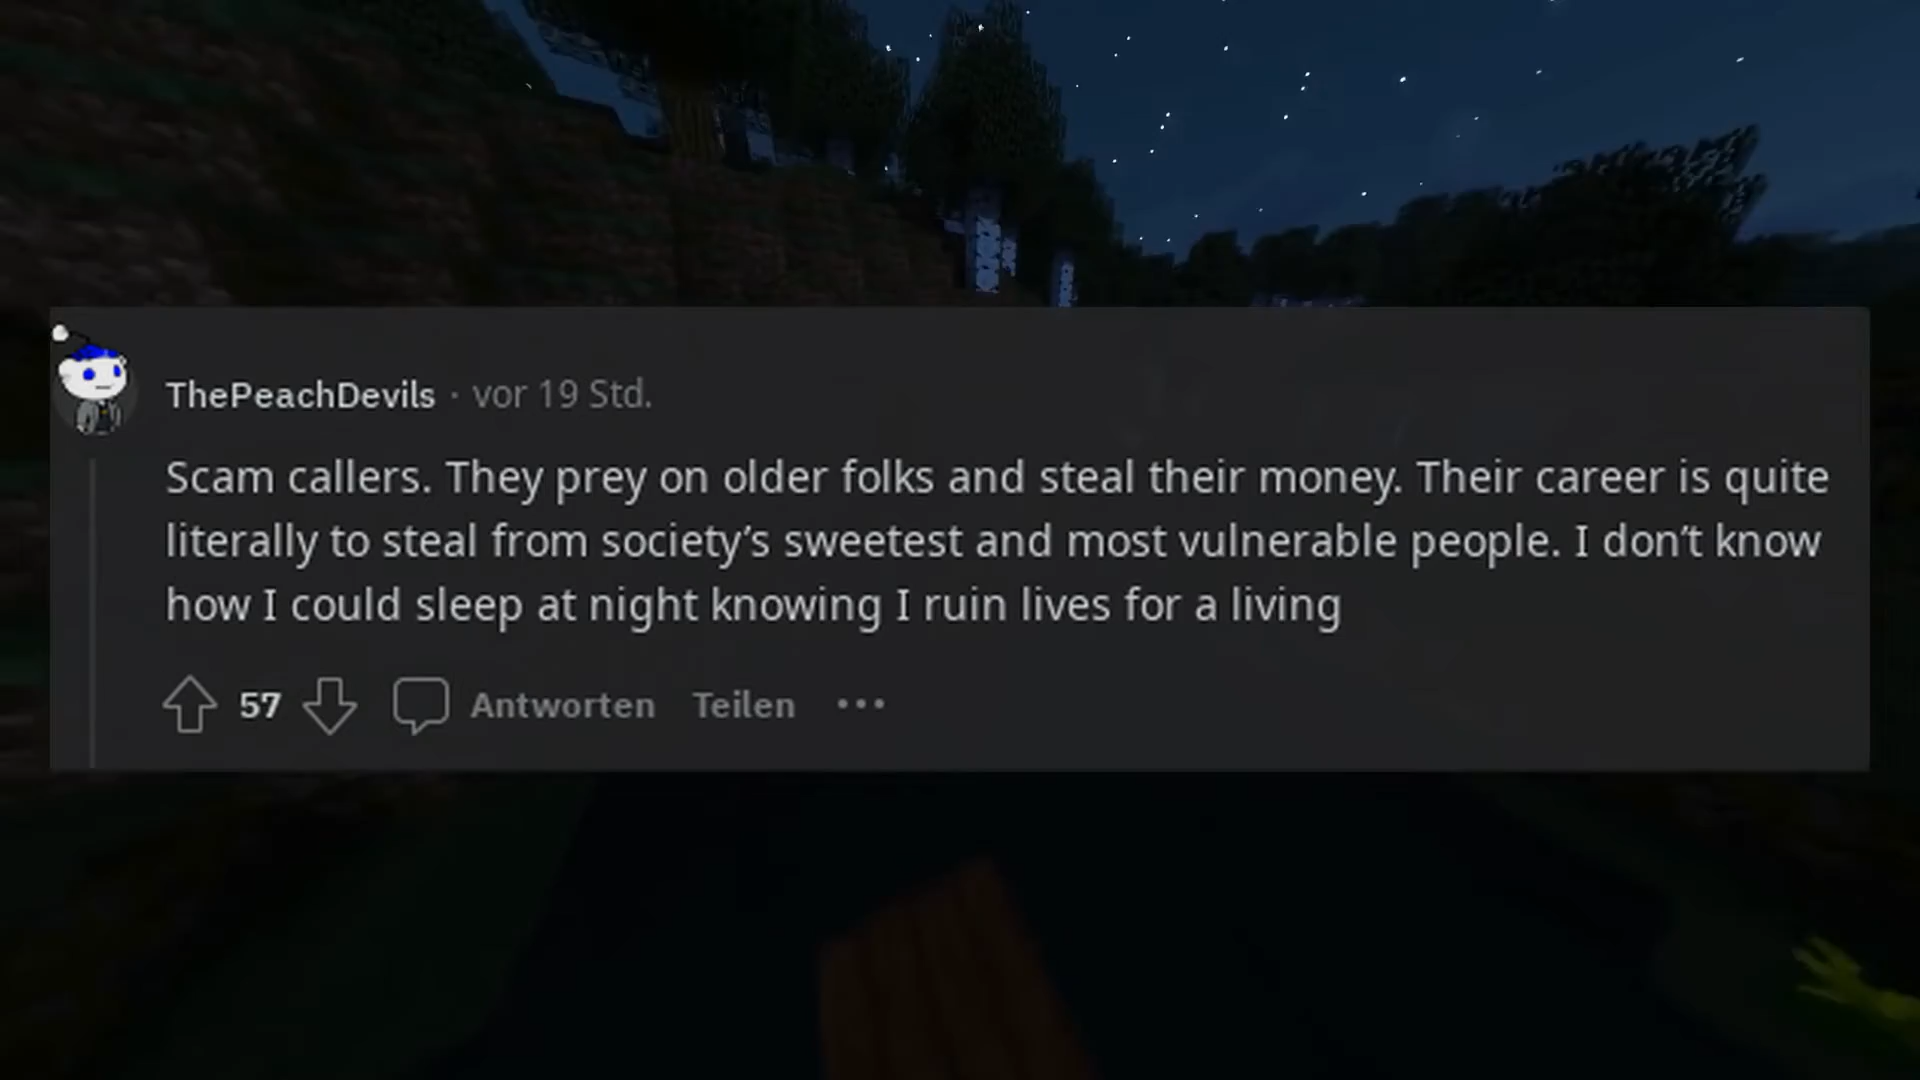 ThePeachDevils · vor 19 Std.
Scam callers. They prey on older folks and steal their money. Their career is quite
literally to steal from society’s sweetest and most vulnerable people. I don’t know
how I could sleep at night knowing I ruin lives for a living
57 Antworten Teilen •••